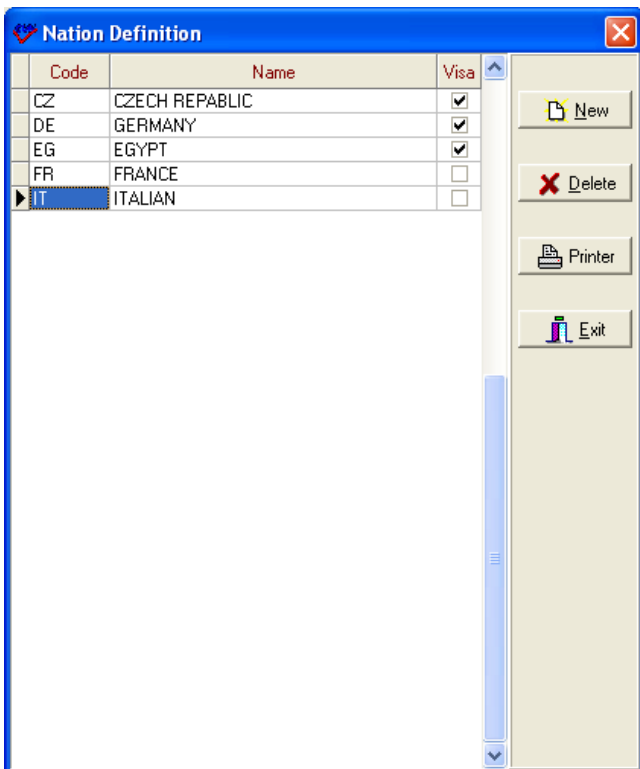 Nation Definition
Code Name Visa
CZ CZECH REPABLIC
DE GERMANY
EG EGYPT
FR FRANCE
IT ITALIAN
New
Delete
Printer
Exit